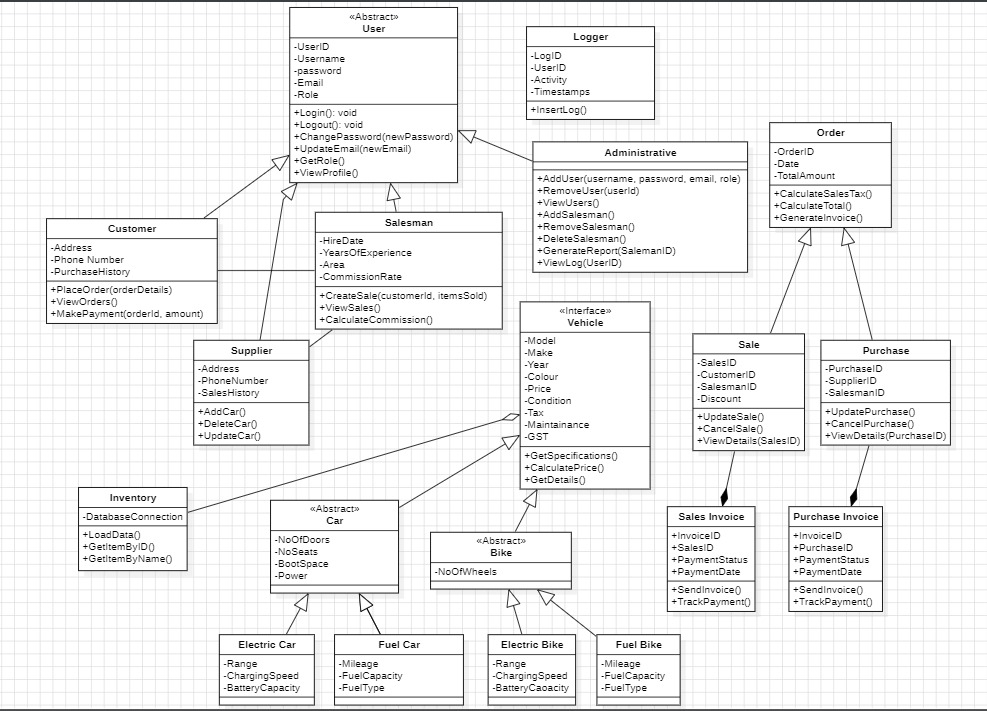 «Abstract»
User
-UserID
-Username
-password
-Email
-Role
+Login(): void
+Logout(): void
+ChangePassword(newPassword)
+UpdateEmail(newEmail)
+GetRole()
+ViewProfile()
Logger
-LogID
-UserID
-Activity
-Timestamps
+InsertLog()
Order
-OrderID
-Date
-TotalAmount
+CalculateSalesTax()
+CalculateTotal()
+GenerateInvoice()
Administrative
+AddUser(username, password, email, role)
+RemoveUser(userId)
+ViewUsers()
+AddSalesman()
+RemoveSalesman()
+DeleteSalesman()
+GenerateReport(SalemanID)
+ViewLog(UserID)
Customer
-Address
-Phone Number
-PurchaseHistory
+PlaceOrder(orderDetails)
+ViewOrders()
+MakePayment(orderId, amount)
Salesman
-HireDate
-YearsOfExperience
-Area
-CommissionRate
+CreateSale(customerId, itemsSold)
+ViewSales()
+CalculateCommission()
Supplier
-Address
-PhoneNumber
-SalesHistory
+AddCar()
+DeleteCar()
+UpdateCar()
«Interface»
Vehicle
-Model
-Make
-Year
-Colour
-Price
-Condition
-Tax
-Maintainance
-GST
+GetSpecifications()
+CalculatePrice()
+GetDetails()
Sale
-SalesID
-CustomerID
-SalesmanID
-Discount
+UpdateSale()
+CancelSale()
+ViewDetails(SalesID)
Purchase
-PurchaseID
-SupplierID
-SalesmanID
+UpdatePurchase()
+CancelPurchase()
+ViewDetails(PurchaseID)
Inventory
-DatabaseConnection
+LoadData()
+GetItemByID()
+GetItemByName()
«Abstract»
Car
-NoOfDoors
-NoSeats
-BootSpace
-Power
«Abstract»
Bike
-NoOfWheels
Sales Invoice
-InvoiceID
-SalesID
-PaymentStatus
-PaymentDate
+SendInvoice()
+TrackPayment()
Purchase Invoice
-InvoiceID
-PurchaseID
-PaymentStatus
-PaymentDate
+SendInvoice()
+TrackPayment()
Electric Car
-Range
-ChargingSpeed
-BatteryCapacity
Fuel Car
-Mileage
-FuelCapacity
-FuelType
Electric Bike
-Range
-ChargingSpeed
-BatteryCaoacity
Fuel Bike
-Mileage
-FuelCapacity
-FuelType